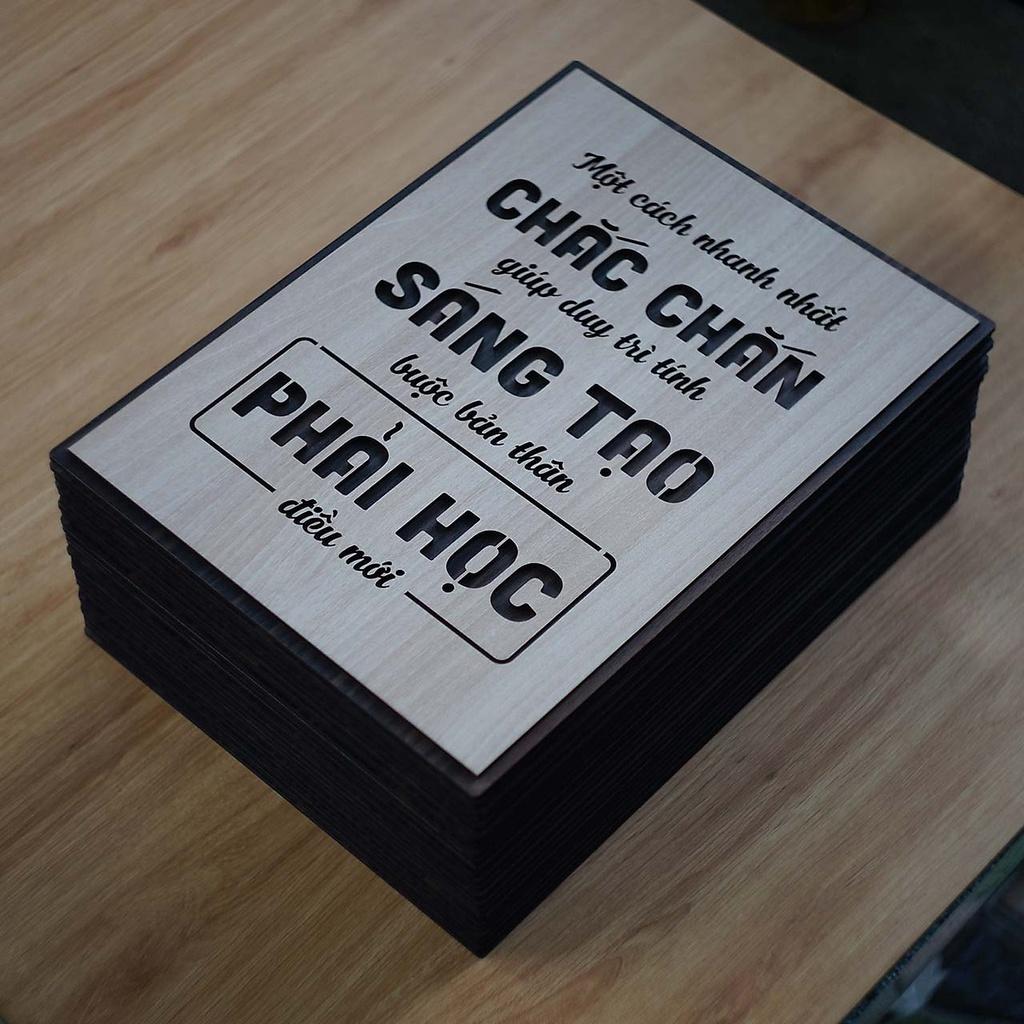 Một cách nhanh nhất
CHẮC CHẮN
giúp duy trì tính
SÁNG TẠO
buộc bản thân
PHẢI HỌC
điều mới